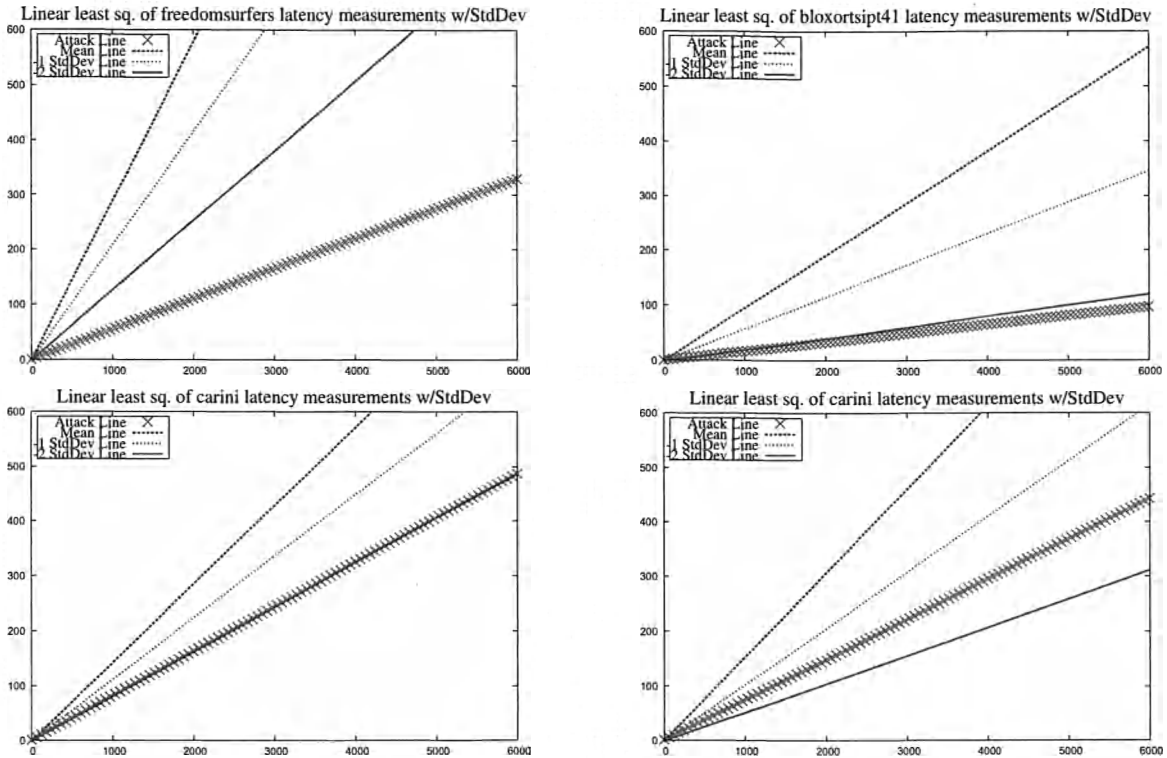 Linear least sq. of freedomsurfers latency measurements w/StdDev
600
500
400
300
200
100
0
Attack Line
Mean Line
-1 StdDev Line
-2 StdDev Line
0 1000 2000 3000 4000 5000 6000
Linear least sq. of bloxortsipt41 latency measurements w/StdDev
600
500
400
300
200
100
0
Attack Line
Mean Line
-1 StdDev Line
-2 StdDev Line
0 1000 2000 3000 4000 5000 6000
Linear least sq. of carini latency measurements w/StdDev
600
500
400
300
200
100
0
Attack Line
Mean Line
-1 StdDev Line
-2 StdDev Line
0 1000 2000 3000 4000 5000 6000
Linear least sq. of carini latency measurements w/StdDev
600
500
400
300
200
100
0
Attack Line
Mean Line
-1 StdDev Line
-2 StdDev Line
0 1000 2000 3000 4000 5000 6000